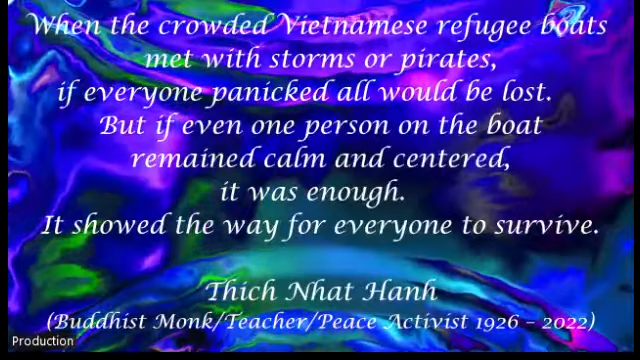 When the crowded Vietnamese refugee boats
met with storms or pirates,
if everyone panicked all would be lost.
But if even one person on the boat
remained calm and centered,
it was enough.
It showed the way for everyone to survive.
Thich Nhat Hanh
(Buddhist Monk/Teacher/Peace Activist 1926 – 2022)
Production